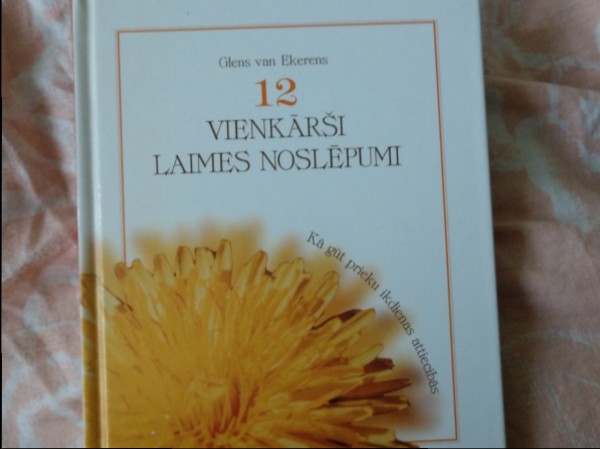 Glens van Ekerens
12
VIENKĀRŠI
LAIMES NOSLĒPUMI
Kā gūt prieku ikdienas attiecībās